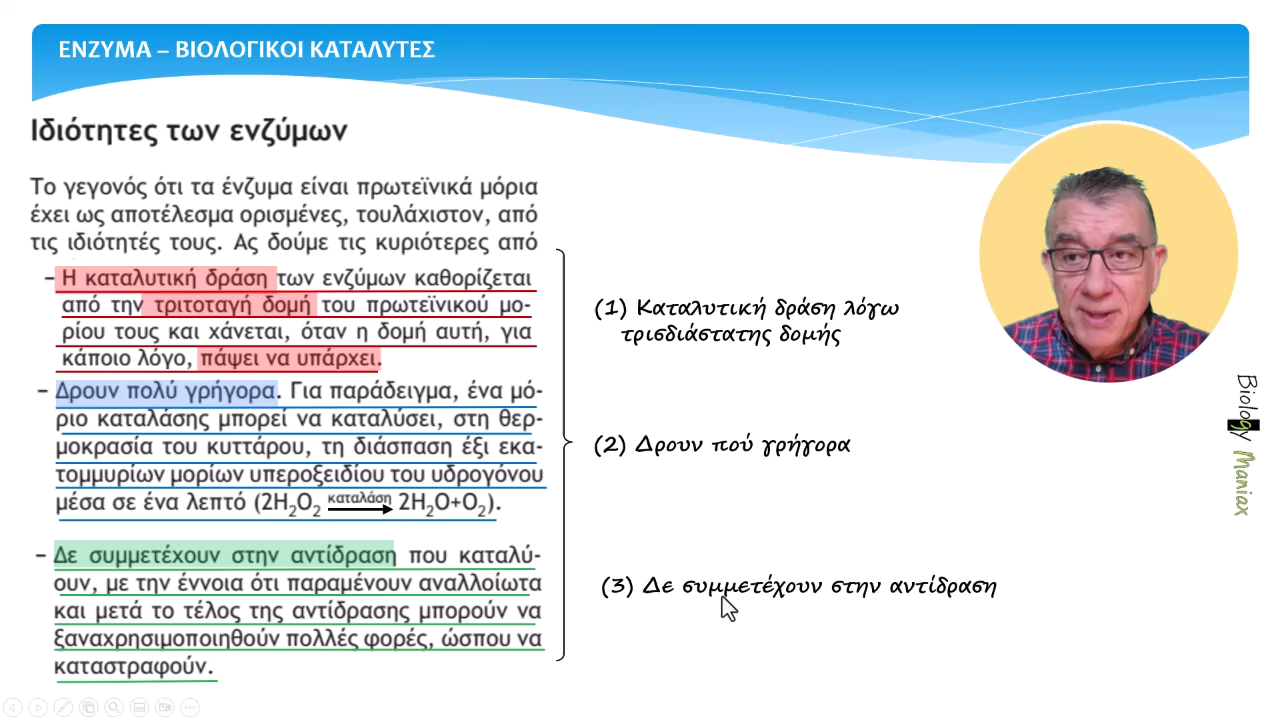 ΕΝΖΥΜΑ – ΒΙΟΛΟΓΙΚΟΙ ΚΑΤΑΛΥΤΕΣ
Ιδιότητες των ενζύμων
Το γεγονός ότι τα ένζυμα είναι πρωτεϊνικά μόρια
έχει ως αποτέλεσμα ορισμένες, τουλάχιστον, από
τις ιδιότητές τους. Ας δούμε τις κυριότερες από
– Η καταλυτική δράση των ενζύμων καθορίζεται
από την τριτοταγή δομή του πρωτεϊνικού μο-
ρίου τους και χάνεται, όταν η δομή αυτή, για
κάποιο λόγο, πάψει να υπάρχει.
– Δρουν πολύ γρήγορα. Για παράδειγμα, ένα μό-
ριο καταλάσης μπορεί να καταλύσει, στη θερ-
μοκρασία του κυττάρου, τη διάσπαση έξι εκα-
τομμυρίων μορίων υπεροξειδίου του υδρογόνου
μέσα σε ένα λεπτό (2H₂O₂ καταλάση → 2H₂O+O₂).
– Δε συμμετέχουν στην αντίδραση που καταλύ-
ουν, με την έννοια ότι παραμένουν αναλλοίωτα
και μετά το τέλος της αντίδρασης μπορούν να
ξαναχρησιμοποιηθούν πολλές φορές, ώσπου να
καταστραφούν.
(1) Καταλυτική δράση λόγω
τρισδιάστατης δομής
(2) Δρουν πού γρήγορα
(3) Δε συμμετέχουν στην αντίδραση
Biology Maniax